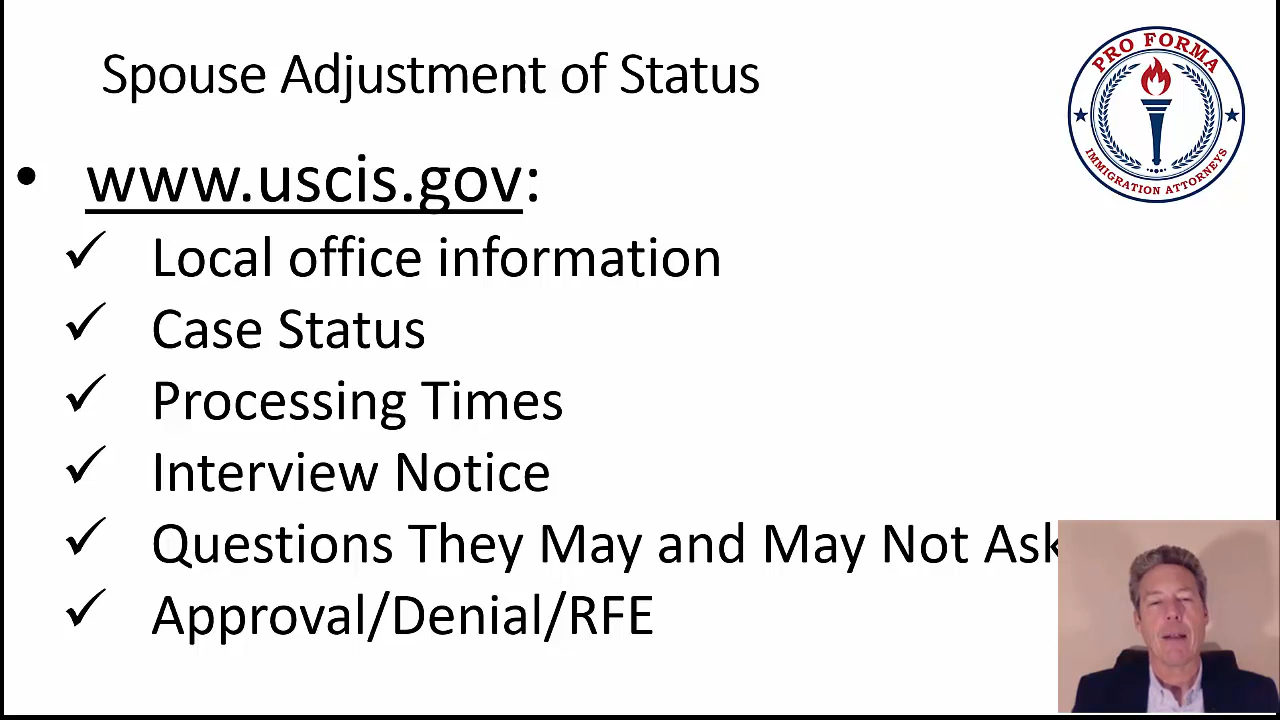 Spouse Adjustment of Status
PRO FORMA
IMMIGRATION ATTORNEYS
• www.uscis.gov:
✓ Local office information
✓ Case Status
✓ Processing Times
✓ Interview Notice
✓ Questions They May and May Not Ask
✓ Approval/Denial/RFE